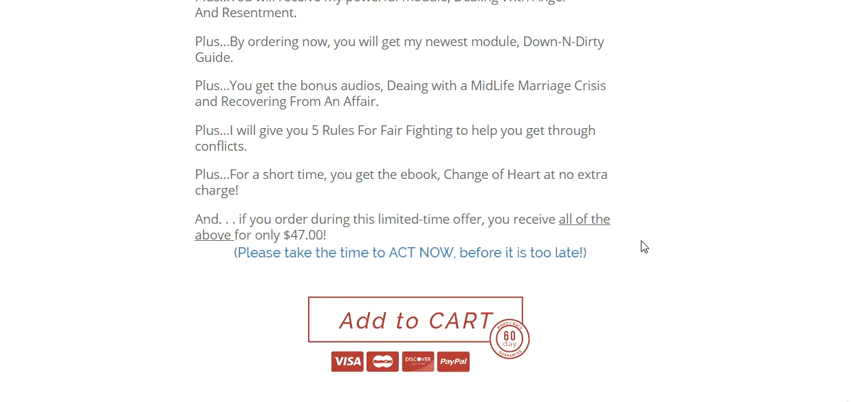 And Resentment.
Plus...By ordering now, you will get my newest module, Down-N-Dirty
Guide.
Plus...You get the bonus audios, Deaing with a MidLife Marriage Crisis
and Recovering From An Affair.
Plus...I will give you 5 Rules For Fair Fighting to help you get through
conflicts.
Plus...For a short time, you get the ebook, Change of Heart at no extra
charge!
And. . . if you order during this limited-time offer, you receive all of the
above for only $47.00!
(Please take the time to ACT NOW, before it is too late!)
Add to CART
60
day
GUARANTEE
VISA
MasterCard
DISCOVER
PayPal